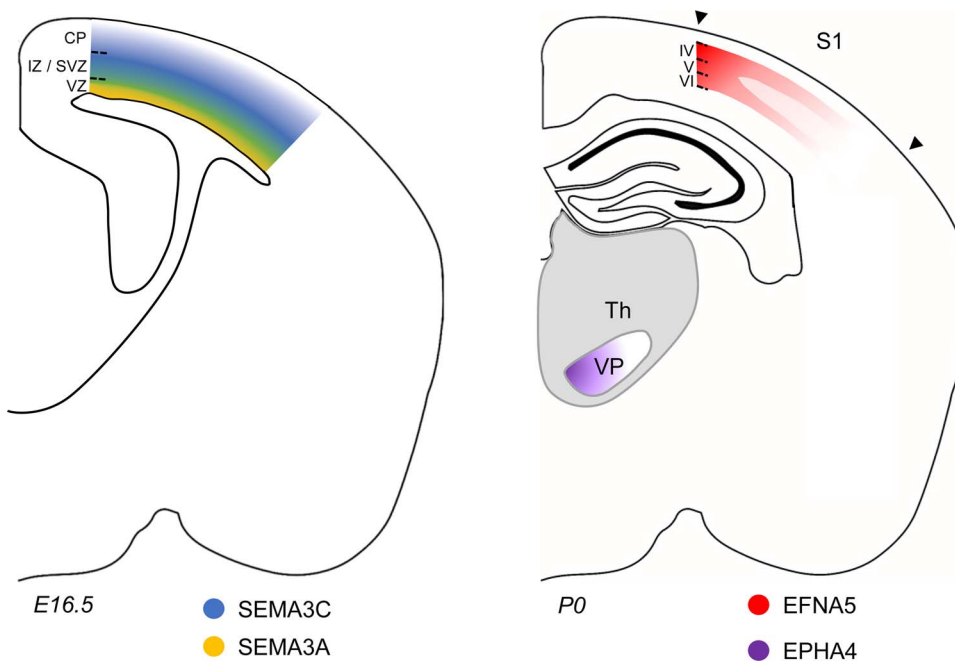 CP
IZ / SVZ
VZ
E16.5
SEMA3C
SEMA3A
S1
IV
V
VI
Th
VP
P0
EFNA5
EPHA4